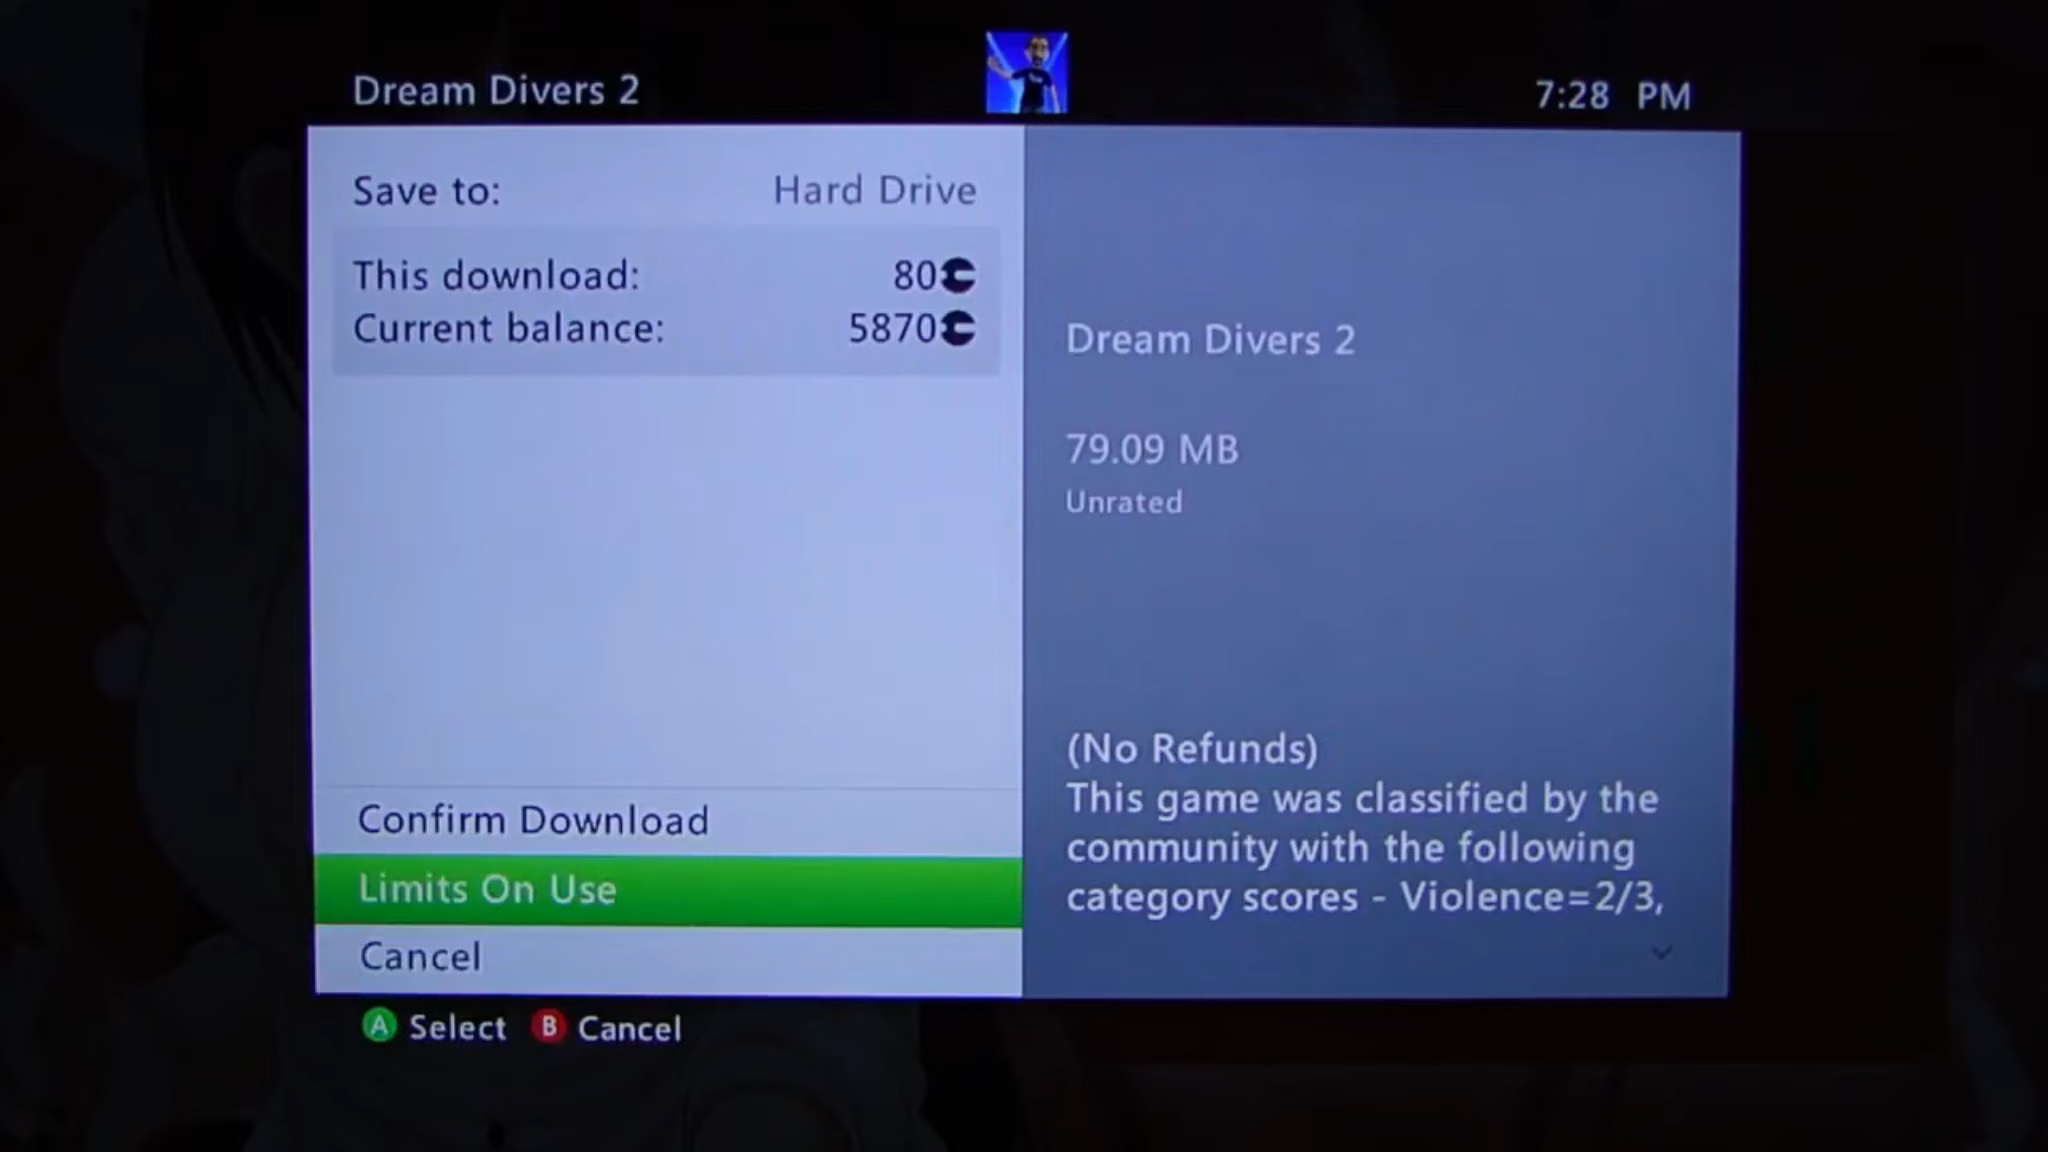 Dream Divers 2
7:28 PM
Save to: Hard Drive
This download: 80
Current balance: 5870
Confirm Download
Limits On Use
Cancel
A Select B Cancel
Dream Divers 2
79.09 MB
Unrated
(No Refunds)
This game was classified by the
community with the following
category scores - Violence=2/3,